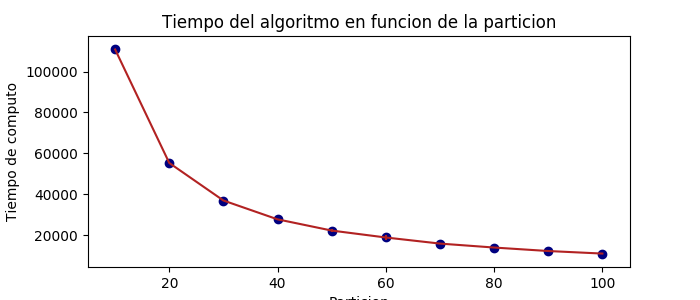 Tiempo del algoritmo en funcion de la particion
Tiempo de computo
100000
80000
60000
40000
20000
20 40 60 80 100
Particion